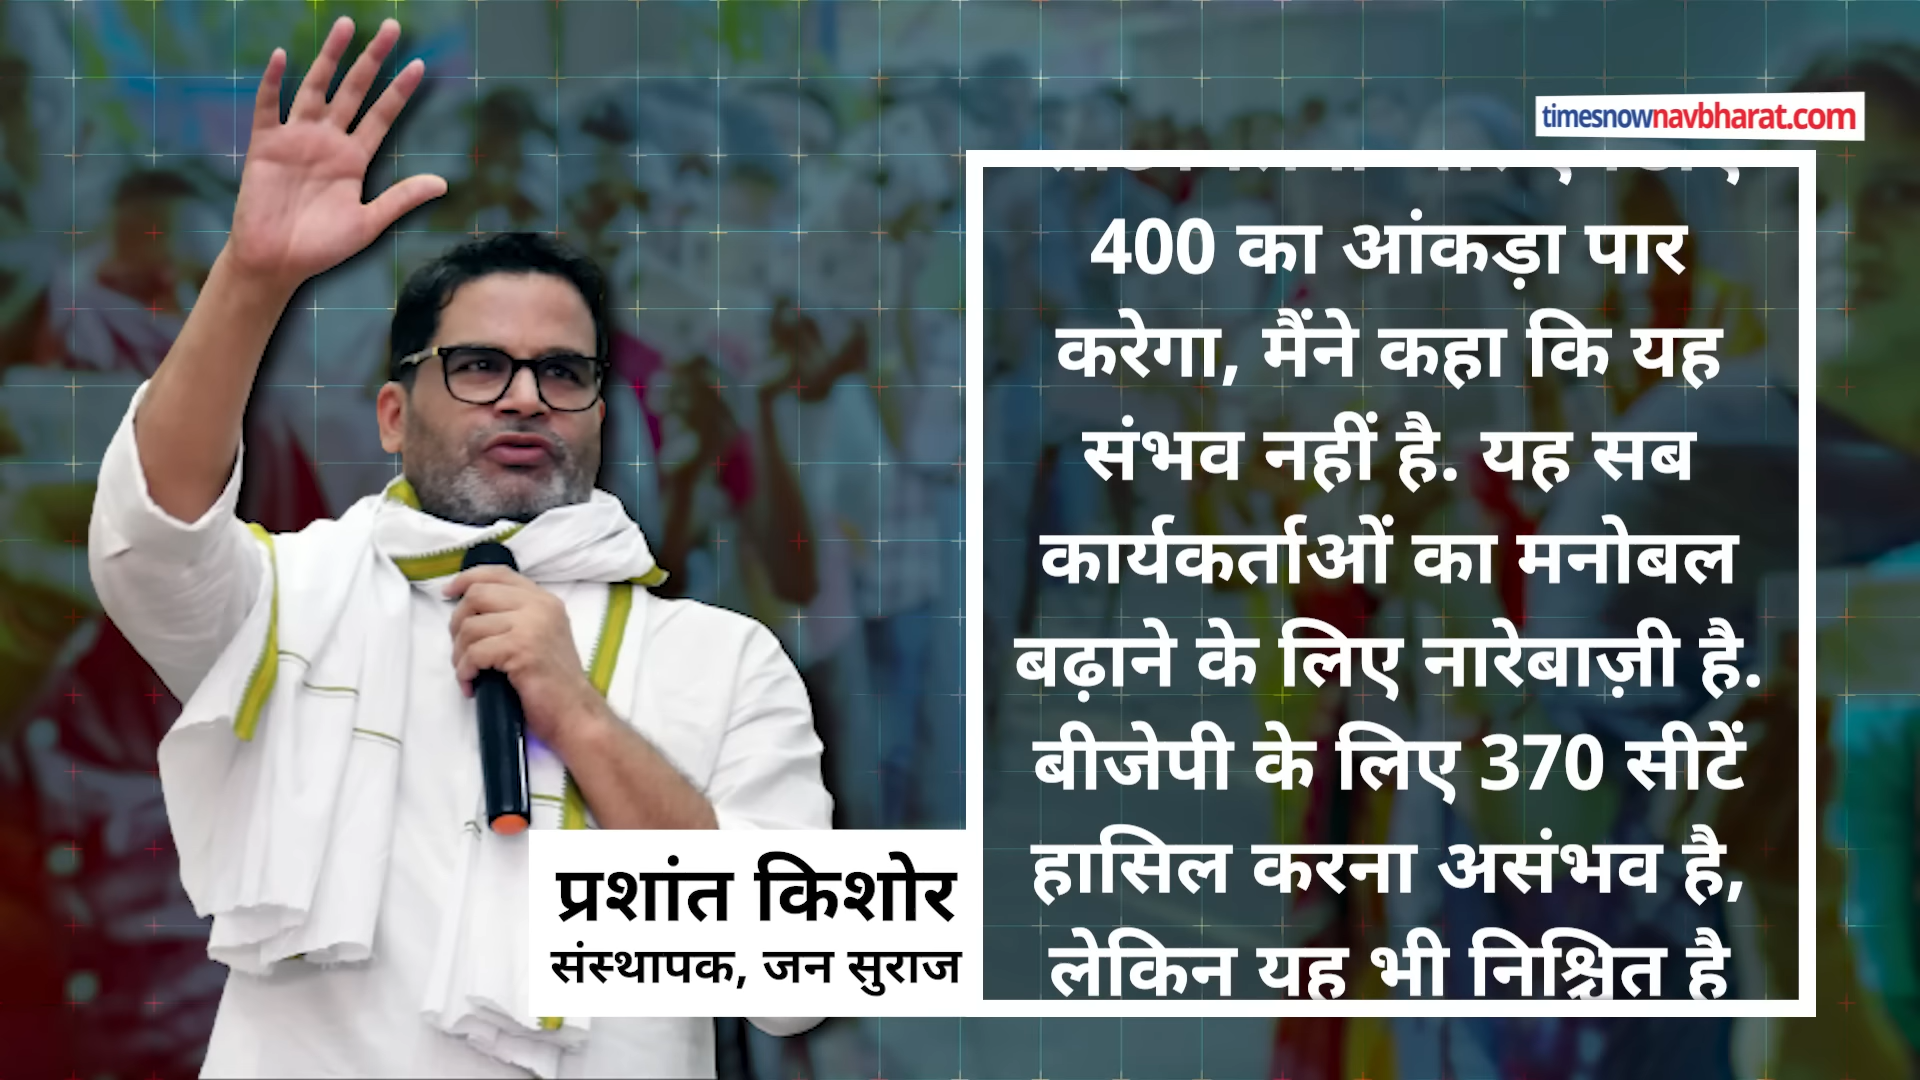 timesnownavbharat.com
400 का आंकड़ा पार
करेगा, मैंने कहा कि यह
संभव नहीं है. यह सब
कार्यकर्ताओं का मनोबल
बढ़ाने के लिए नारेबाज़ी है.
बीजेपी के लिए 370 सीटें
हासिल करना असंभव है,
लेकिन यह भी निश्चित है
प्रशांत किशोर
संस्थापक, जन सुराज